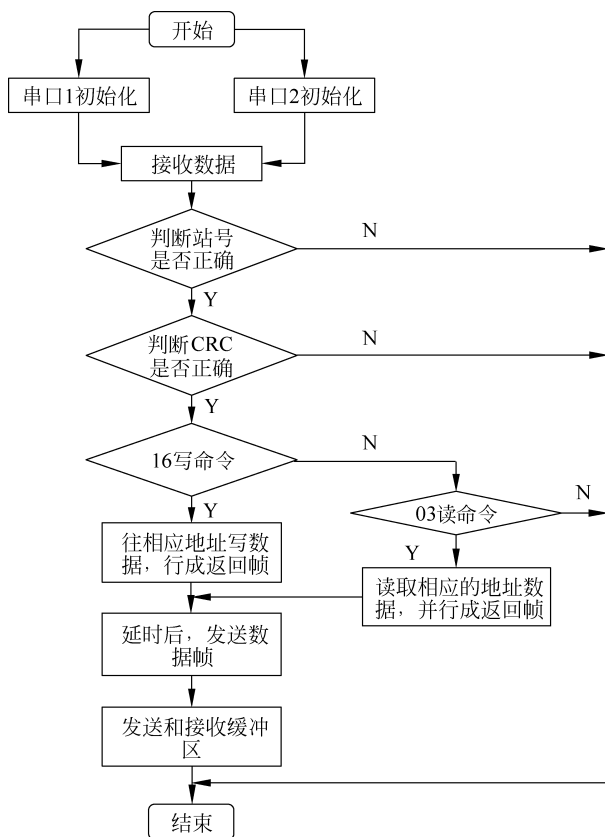 开始
串口1初始化
串口2初始化
接收数据
判断站号
是否正确
N
Y
判断CRC
是否正确
N
Y
16写命令
N
Y
03读命令
N
Y
往相应地址写数
据，行成返回帧
读取相应的地址数
据，并行成返回帧
延时后，发送数
据帧
发送和接收缓冲
区
结束